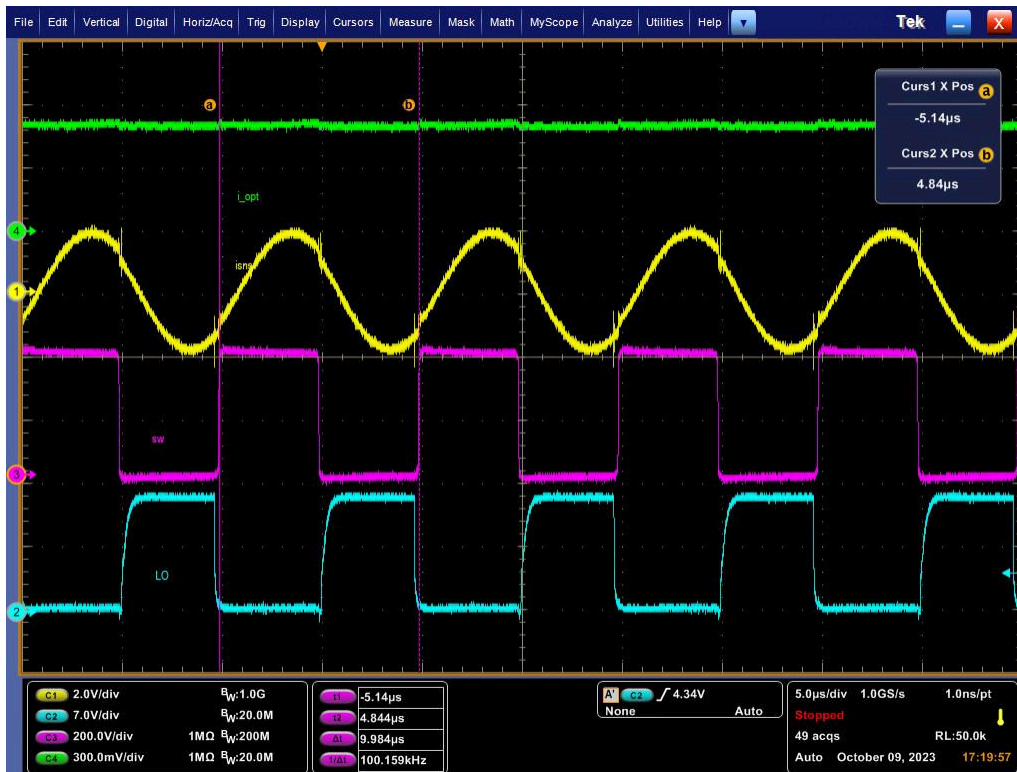 File Edit Vertical Digital Horiz/Acq Trig Display Cursors Measure Mask Math MyScope Analyze Utilities Help Tek X
a b
Curs1 X Pos a
-5.14µs
Curs2 X Pos b
4.84µs
i_opt
4
isns
1
sw
3
LO
2
C1 2.0V/div BW:1.0G
C2 7.0V/div BW:20.0M
C3 200.0V/div 1MΩ BW:200M
C4 300.0mV/div 1MΩ BW:20.0M
t1 -5.14µs
t2 4.844µs
Δt 9.984µs
1/Δt 100.159kHz
A' C2 4.34V
None Auto
5.0µs/div 1.0GS/s 1.0ns/pt
Stopped
49 acqs RL:50.0k
Auto October 09, 2023 17:19:57